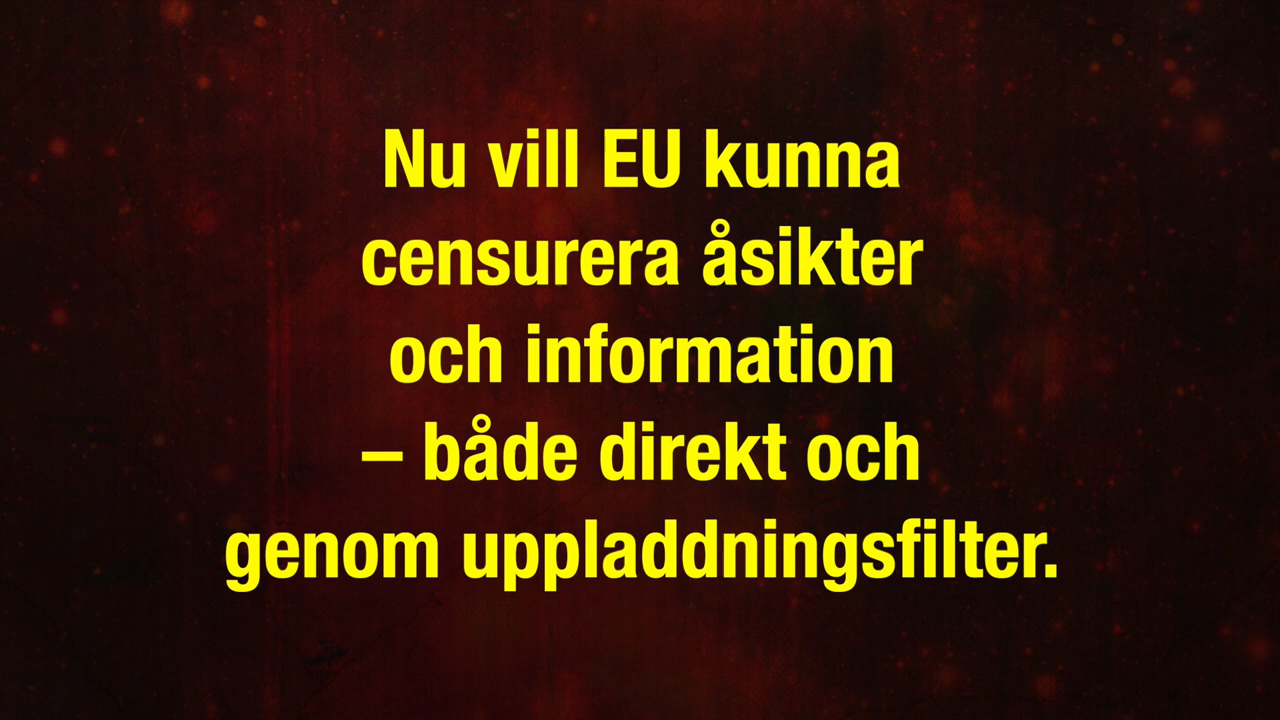 Nu vill EU kunna
censurera åsikter
och information
– både direkt och
genom uppladdningsfilter.